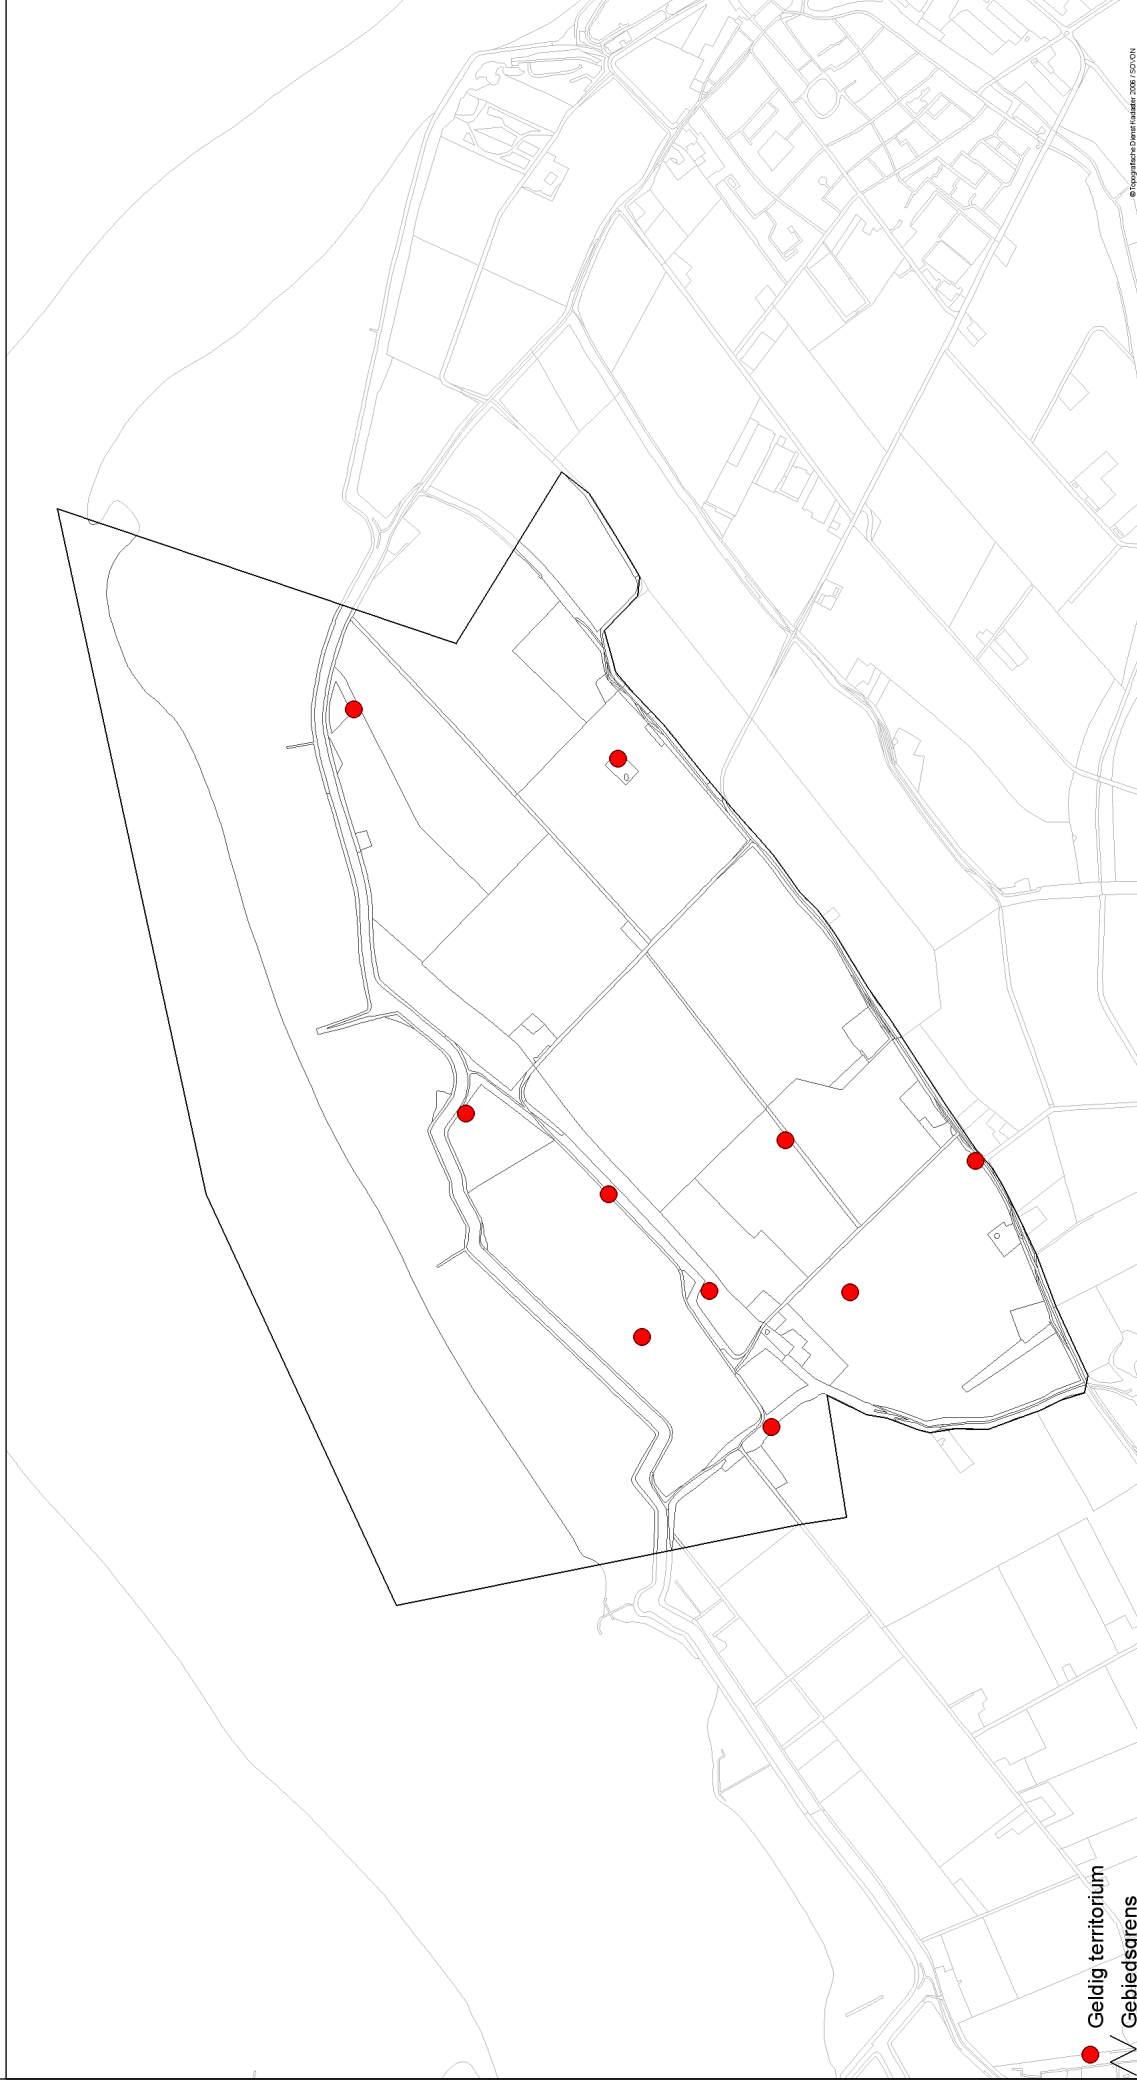 © Topografische Dienst Kadaster 2006 / SOVON
Geldig territorium
Gebiedsgrens